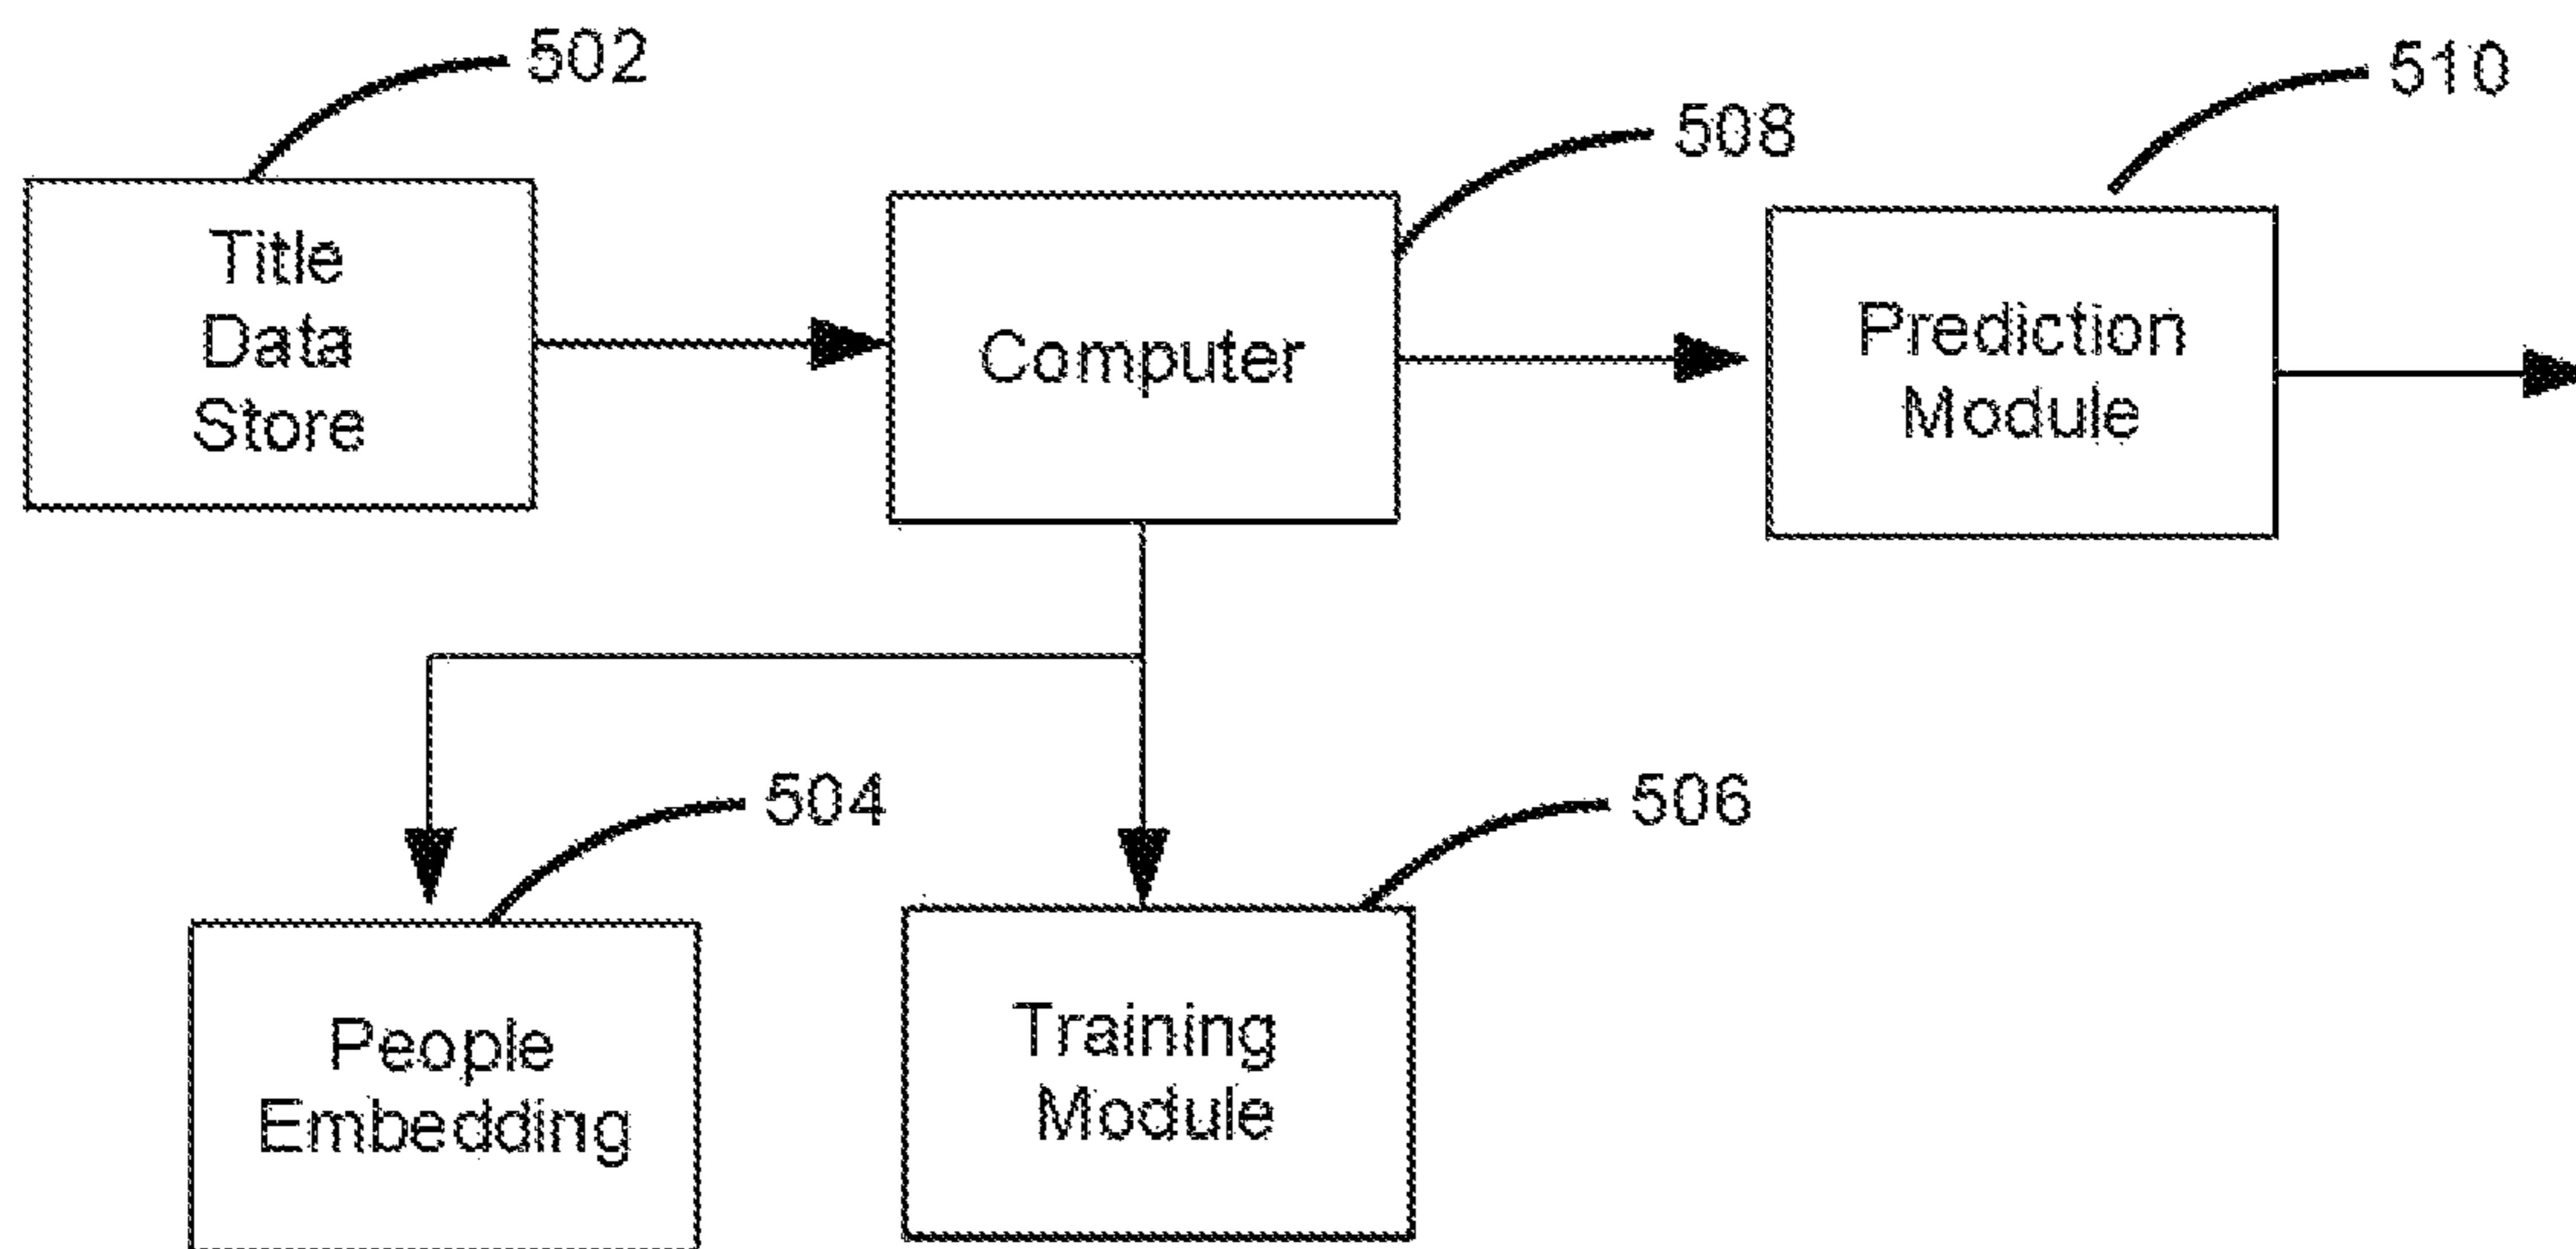 502
508
510
Title
Data
Store
Computer
Prediction
Module
504
506
People
Embedding
Training
Module